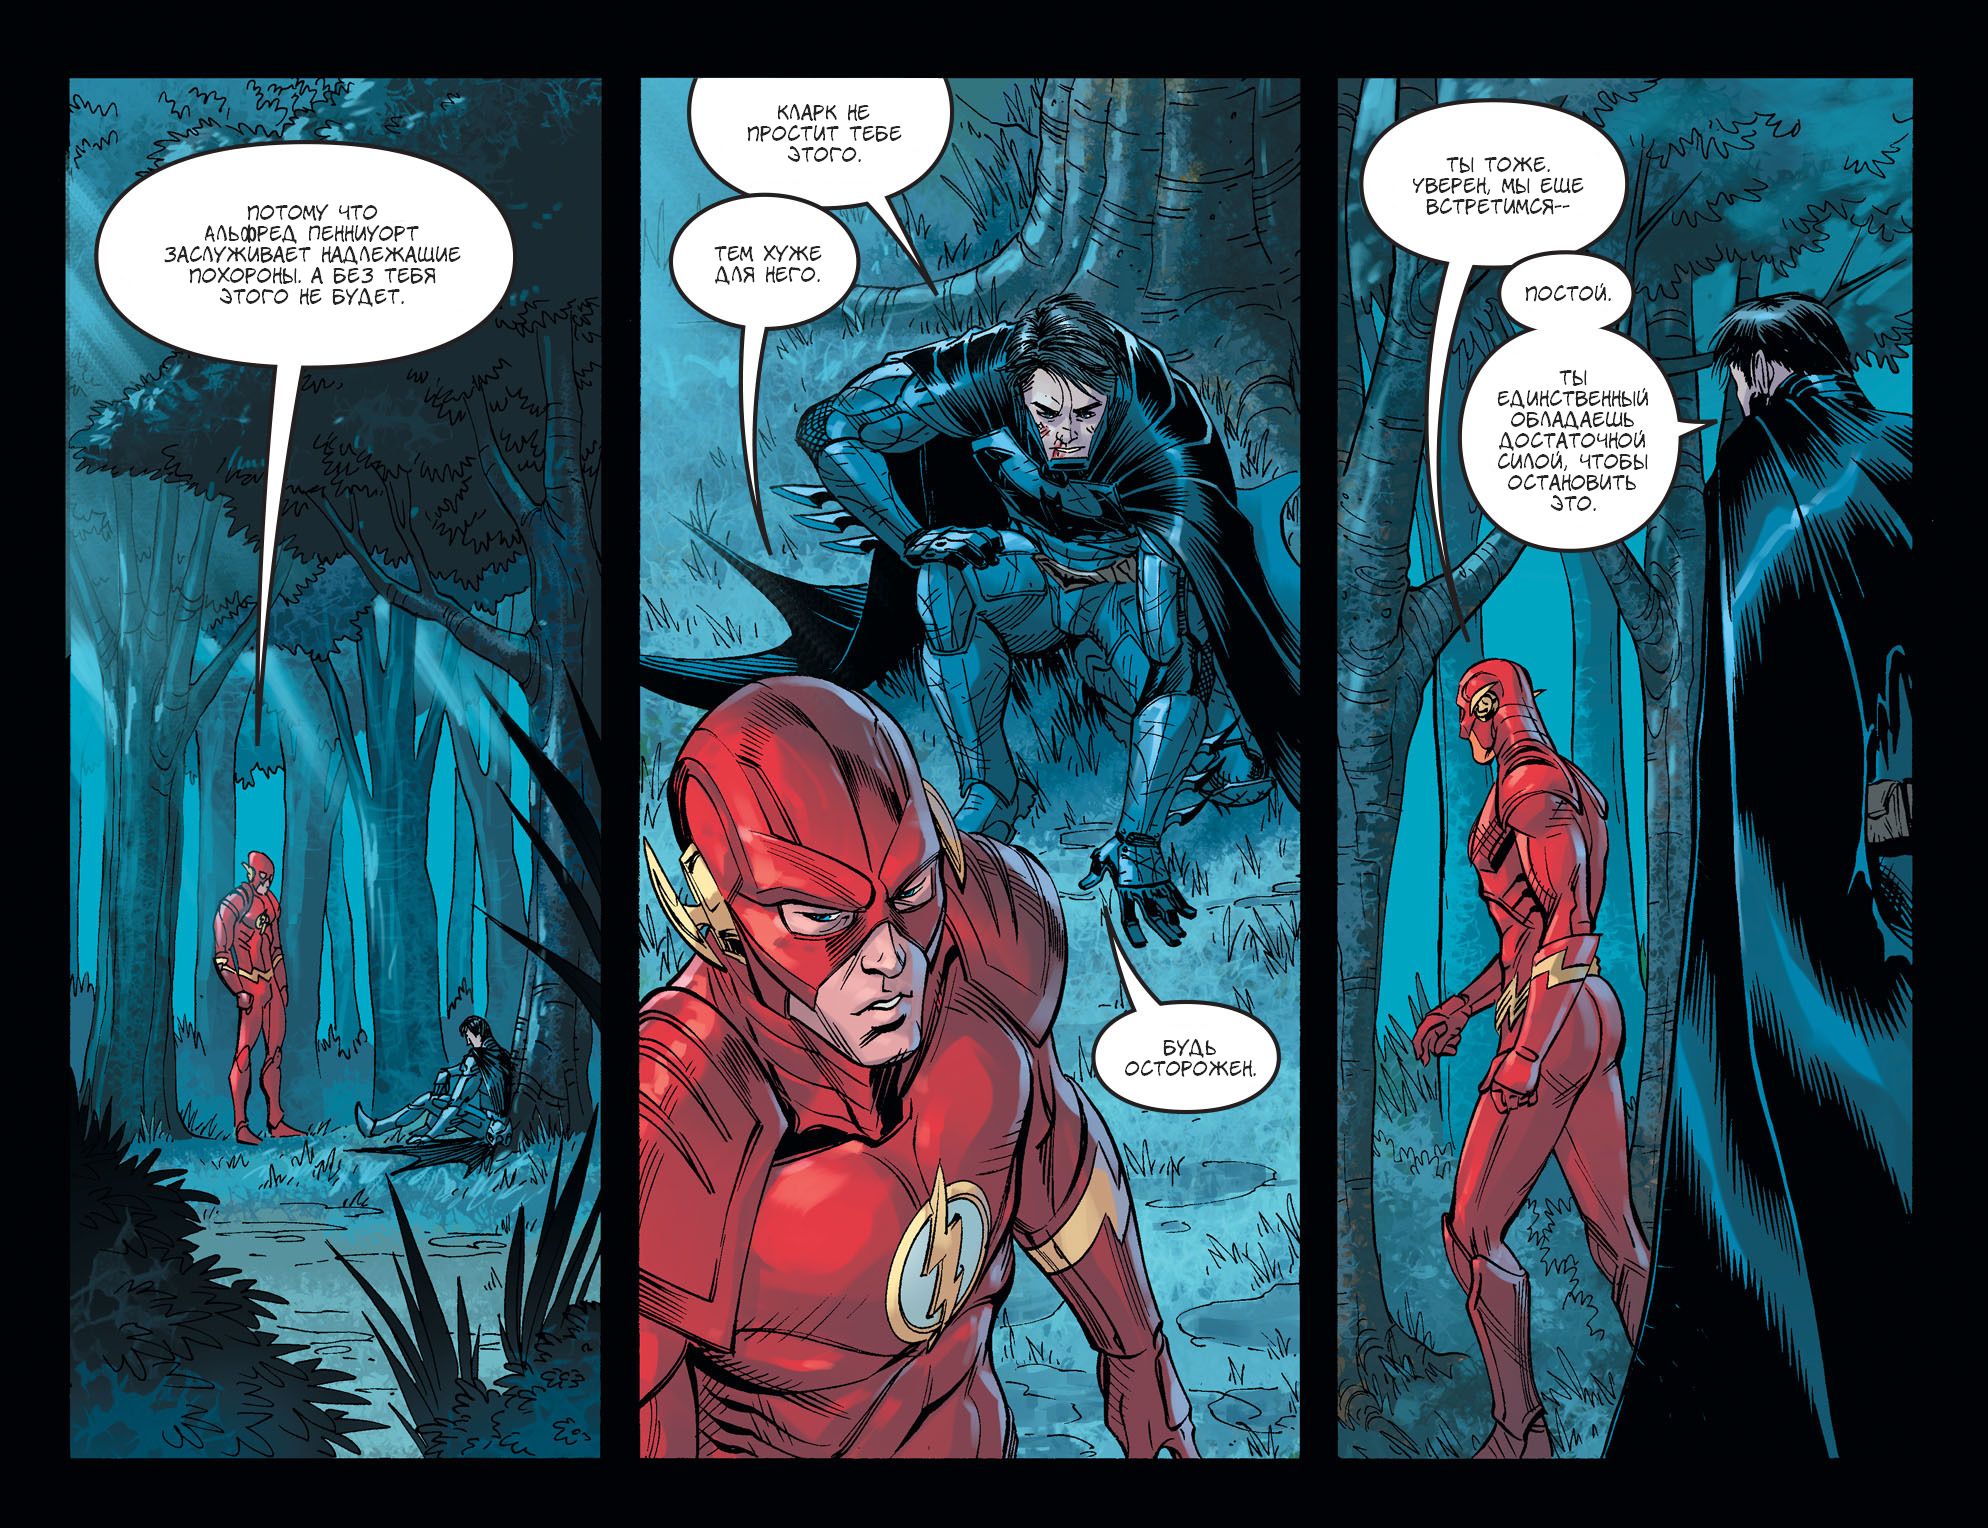 ПОТОМУ ЧТО
АЛЬФРЕД ПЕННИУОРТ
ЗАСЛУЖИВАЕТ НАДЛЕЖАЩИЕ
ПОХОРОНЫ. А БЕЗ ТЕБЯ
ЭТОГО НЕ БУДЕТ.
КЛАРК НЕ
ПРОСТИТ ТЕБЕ
ЭТОГО.
ТЕМ ХУЖЕ
ДЛЯ НЕГО.
БУДЬ
ОСТОРОЖЕН.
ТЫ ТОЖЕ.
УВЕРЕН, МЫ ЕЩЕ
ВСТРЕТИМСЯ--
ПОСТОЙ.
ТЫ
ЕДИНСТВЕННЫЙ
ОБЛАДАЕШЬ
ДОСТАТОЧНОЙ
СИЛОЙ, ЧТОБЫ
ОСТАНОВИТЬ
ЭТО.